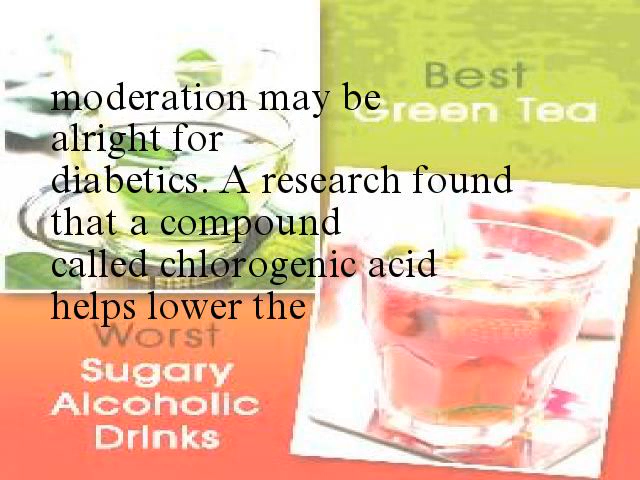 Best
Green Tea
moderation may be
alright for
diabetics. A research found
that a compound
called chlorogenic acid
helps lower the
Worst
Sugary
Alcoholic
Drinks